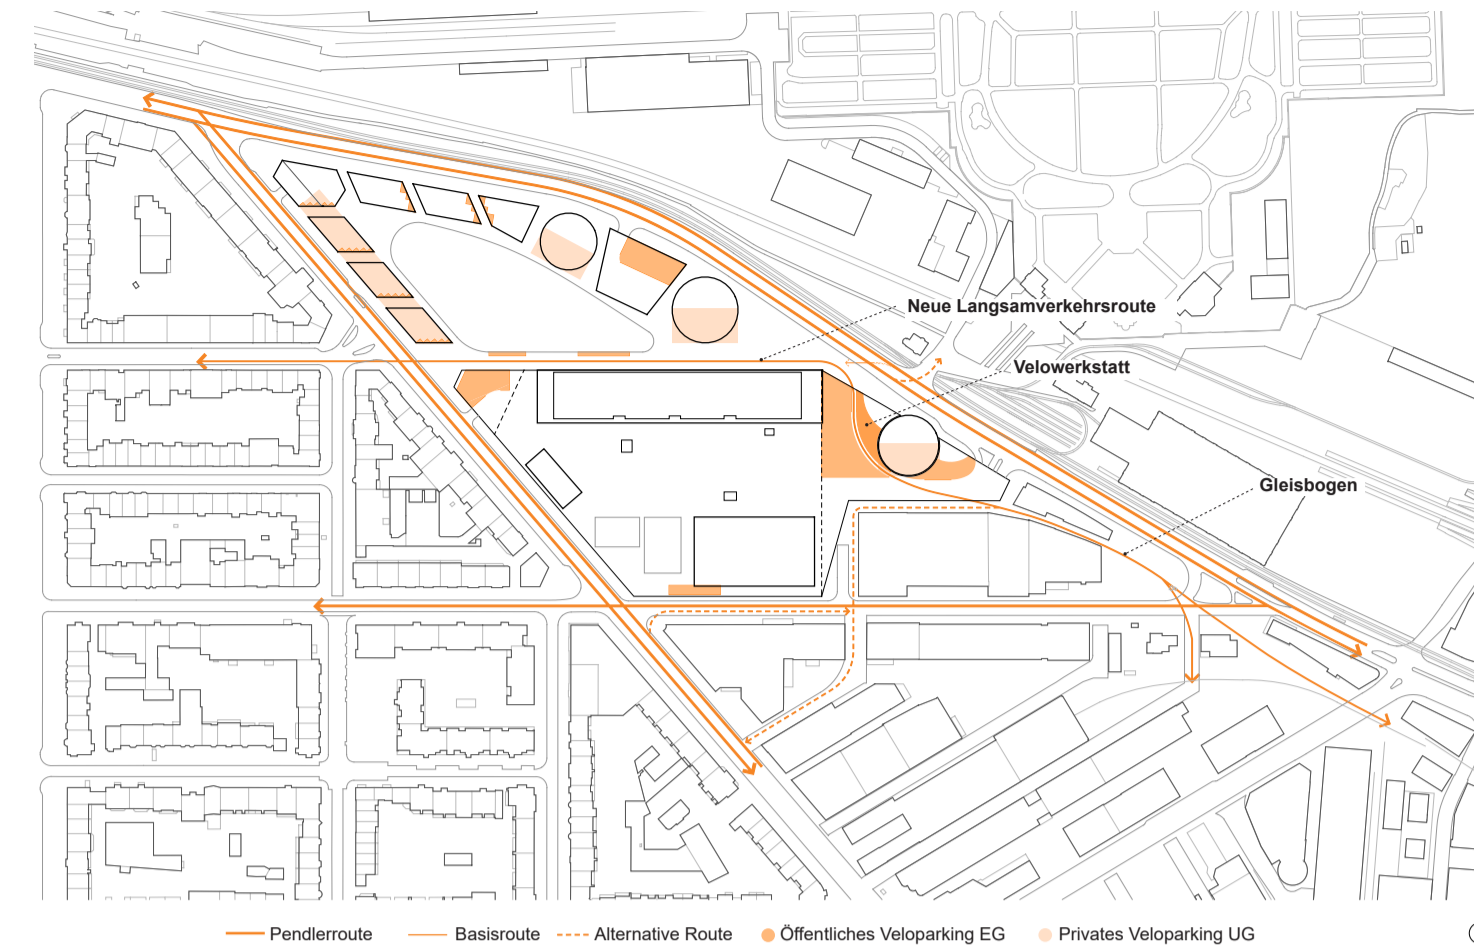 Neue Langsamverkehrsroute
Velowerkstatt
Gleisbogen
Pendlerroute Basisroute Alternative Route Öffentliches Veloparking EG Privates Veloparking UG